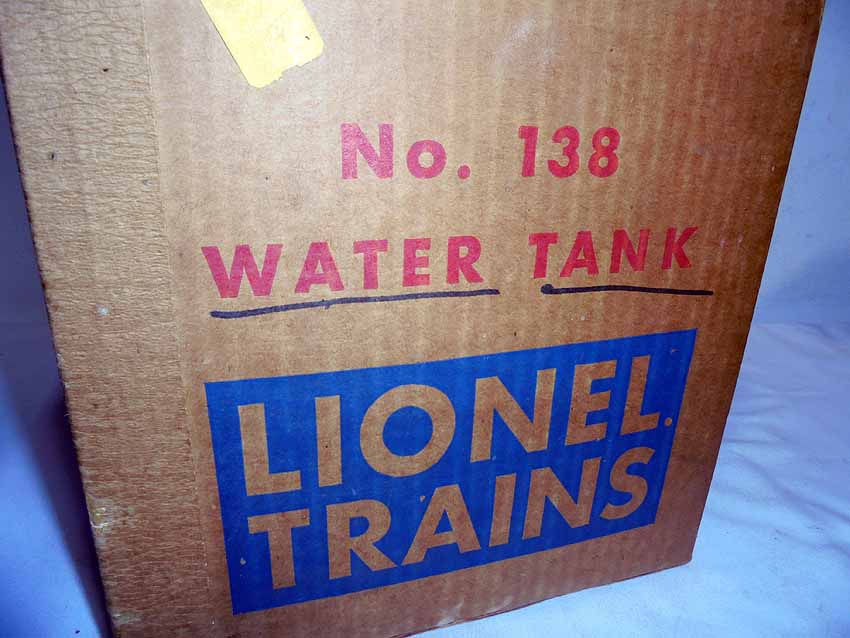 No. 138
WATER TANK
LIONEL.
TRAINS